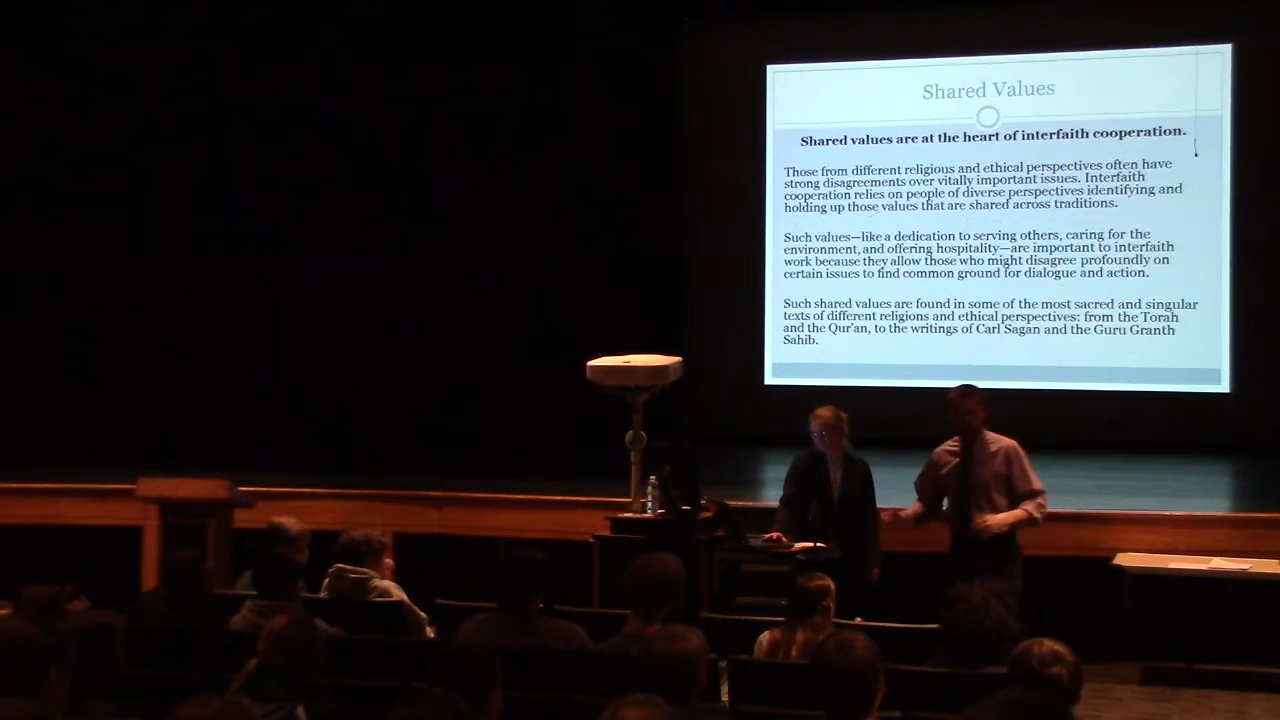 Shared Values
Shared values are at the heart of interfaith cooperation.
Those from different religious and ethical perspectives often have
strong disagreements over vitally important issues. Interfaith
cooperation relies on people of diverse perspectives identifying and
holding up those values that are shared across traditions.
Such values—like a dedication to serving others, caring for the
environment, and offering hospitality—are important to interfaith
work because they allow those who might disagree profoundly on
certain issues to find common ground for dialogue and action.
Such shared values are found in some of the most sacred and singular
texts of different religions and ethical perspectives: from the Torah
and the Qur'an, to the writings of Carl Sagan and the Guru Granth
Sahib.